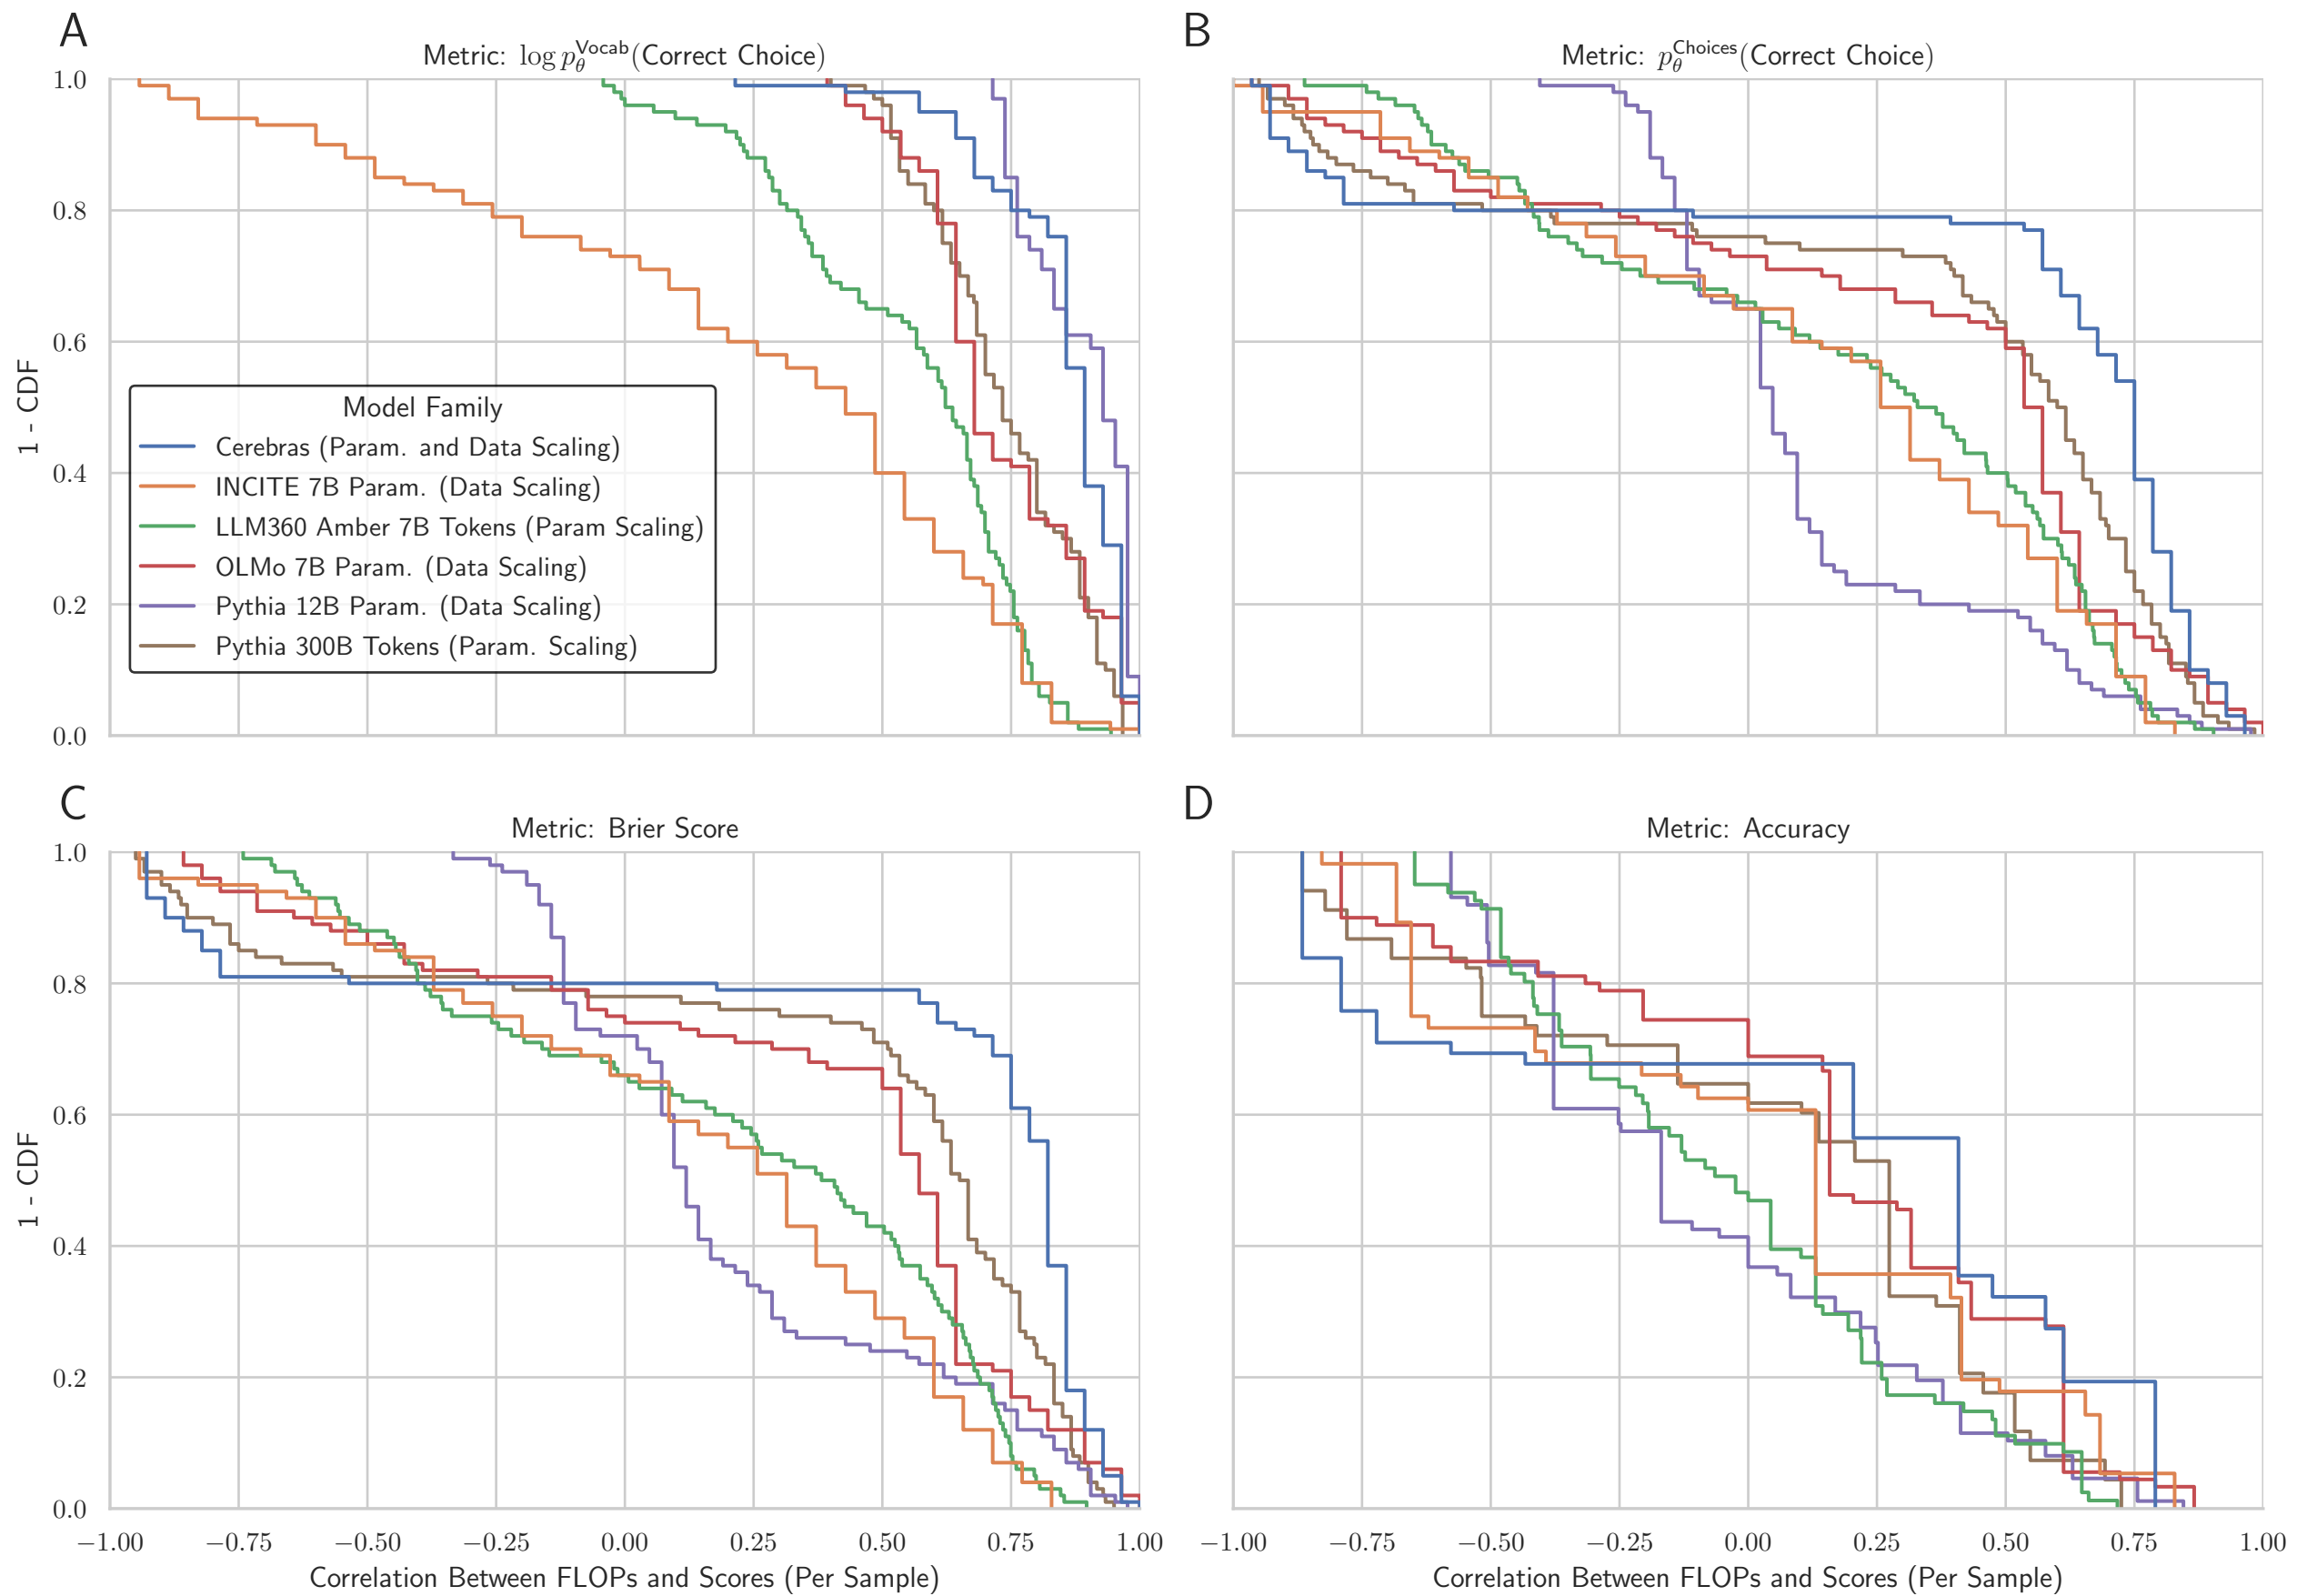 A
Metric: log p_θ^Vocab(Correct Choice)
1 - CDF
1.0
0.8
0.6
0.4
0.2
0.0
Model Family
Cerebras (Param. and Data Scaling)
INCITE 7B Param. (Data Scaling)
LLM360 Amber 7B Tokens (Param Scaling)
OLMo 7B Param. (Data Scaling)
Pythia 12B Param. (Data Scaling)
Pythia 300B Tokens (Param. Scaling)
B
Metric: p_θ^Choices(Correct Choice)
C
Metric: Brier Score
1 - CDF
1.0
0.8
0.6
0.4
0.2
0.0
−1.00 −0.75 −0.50 −0.25 0.00 0.25 0.50 0.75 1.00
Correlation Between FLOPs and Scores (Per Sample)
D
Metric: Accuracy
−1.00 −0.75 −0.50 −0.25 0.00 0.25 0.50 0.75 1.00
Correlation Between FLOPs and Scores (Per Sample)